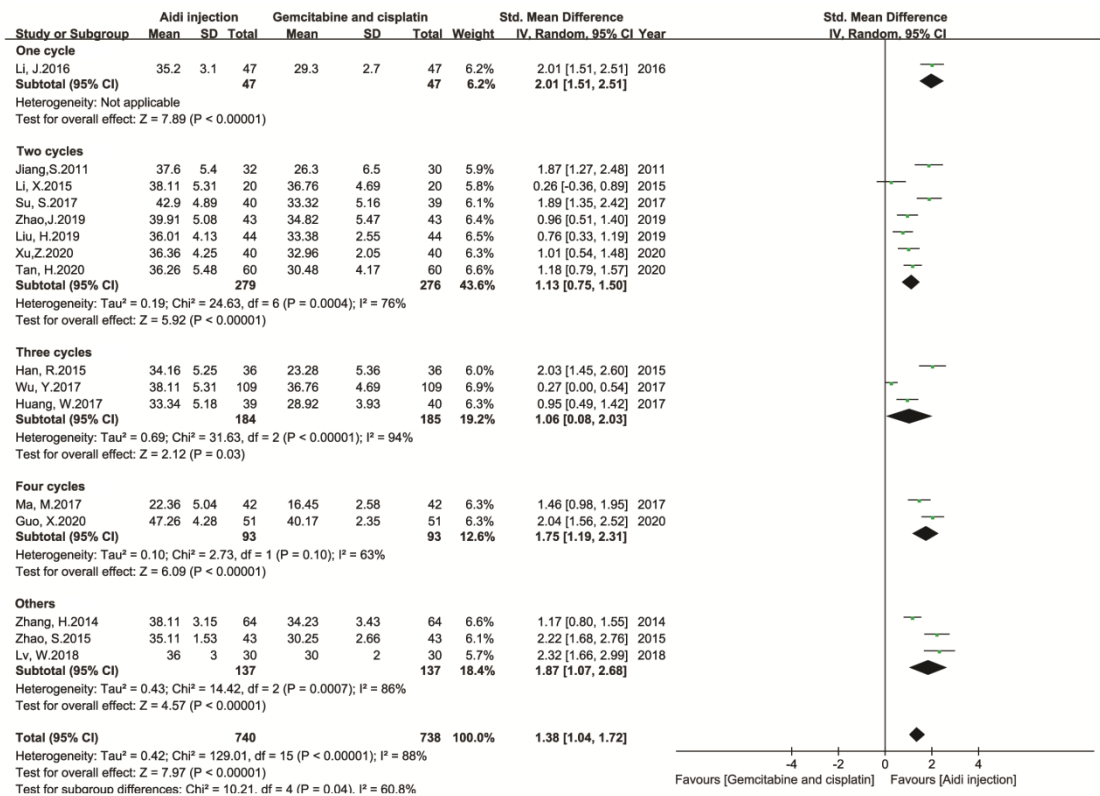 Aidi injection Gemcitabine and cisplatin Std. Mean Difference Std. Mean Difference
Study or Subgroup Mean SD Total Mean SD Total Weight IV, Random, 95% CI Year IV, Random, 95% CI
One cycle
Li, J.2016 35.2 3.1 47 29.3 2.7 47 6.2% 2.01 [1.51, 2.51] 2016
Subtotal (95% CI) 47 47 6.2% 2.01 [1.51, 2.51]
Heterogeneity: Not applicable
Test for overall effect: Z = 7.89 (P < 0.00001)
Two cycles
Jiang,S.2011 37.6 5.4 32 26.3 6.5 30 5.9% 1.87 [1.27, 2.48] 2011
Li, X.2015 38.11 5.31 20 36.76 4.69 20 5.8% 0.26 [-0.36, 0.89] 2015
Su, S.2017 42.9 4.89 40 33.32 5.16 39 6.1% 1.89 [1.35, 2.42] 2017
Zhao,J.2019 39.91 5.08 43 34.82 5.47 43 6.4% 0.96 [0.51, 1.40] 2019
Liu, H.2019 36.01 4.13 44 33.38 2.55 44 6.4% 0.76 [0.33, 1.19] 2019
Xu,Z.2020 36.36 4.25 40 32.96 2.05 40 6.3% 1.01 [0.54, 1.48] 2020
Tan, H.2020 36.26 5.48 60 30.48 4.17 60 6.6% 1.18 [0.79, 1.57] 2020
Subtotal (95% CI) 279 276 43.6% 1.13 [0.75, 1.50]
Heterogeneity: Tau² = 0.19; Chi² = 24.63, df = 6 (P = 0.0004); I² = 76%
Test for overall effect: Z = 5.92 (P < 0.00001)
Three cycles
Han, R.2015 34.16 5.25 36 23.28 5.36 36 6.0% 2.03 [1.45, 2.60] 2015
Wu, Y.2017 38.11 5.31 109 36.76 4.69 109 6.9% 0.27 [0.00, 0.54] 2017
Huang, W.2017 33.34 5.18 39 28.92 3.93 40 6.3% 0.95 [0.49, 1.42] 2017
Subtotal (95% CI) 184 185 19.2% 1.06 [0.08, 2.03]
Heterogeneity: Tau² = 0.69; Chi² = 31.63, df = 2 (P < 0.00001); I² = 94%
Test for overall effect: Z = 2.12 (P = 0.03)
Four cycles
Ma, M.2017 22.36 5.04 42 16.45 2.58 42 6.3% 1.46 [0.98, 1.95] 2017
Guo, X.2020 47.26 4.28 51 40.17 2.35 51 6.3% 2.04 [1.56, 2.52] 2020
Subtotal (95% CI) 93 93 12.6% 1.75 [1.19, 2.31]
Heterogeneity: Tau² = 0.10; Chi² = 2.73, df = 1 (P = 0.10); I² = 63%
Test for overall effect: Z = 6.09 (P < 0.00001)
Others
Zhang, H.2014 38.11 3.15 64 34.23 3.43 64 6.6% 1.17 [0.80, 1.55] 2014
Zhao, S.2015 35.11 1.53 43 30.25 2.66 43 6.1% 2.22 [1.68, 2.76] 2015
Lv, W.2018 36 3 30 30 2 30 5.7% 2.32 [1.66, 2.99] 2018
Subtotal (95% CI) 137 137 18.4% 1.87 [1.07, 2.68]
Heterogeneity: Tau² = 0.43; Chi² = 14.42, df = 2 (P = 0.0007); I² = 86%
Test for overall effect: Z = 4.57 (P < 0.00001)
Total (95% CI) 740 738 100.0% 1.38 [1.04, 1.72]
Heterogeneity: Tau² = 0.42; Chi² = 129.01, df = 15 (P < 0.00001); I² = 88%
Test for overall effect: Z = 7.97 (P < 0.00001)
Test for subgroup differences: Chi² = 10.21, df = 4 (P = 0.04), I² = 60.8%
-4 -2 0 2 4
Favours [Gemcitabine and cisplatin] Favours [Aidi injection]